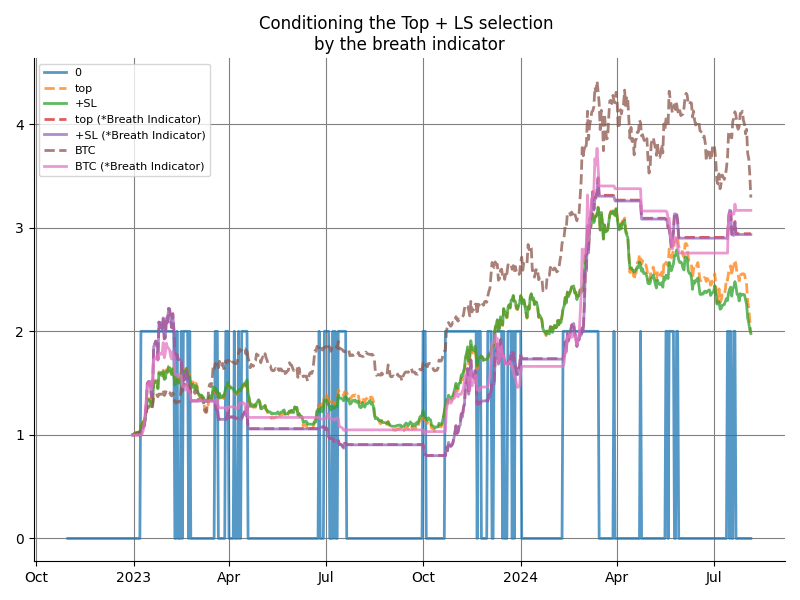 Conditioning the Top + LS selection
by the breath indicator
0
top
+SL
top (*Breath Indicator)
+SL (*Breath Indicator)
BTC
BTC (*Breath Indicator)
4
3
2
1
0
Oct
2023
Apr
Jul
Oct
2024
Apr
Jul